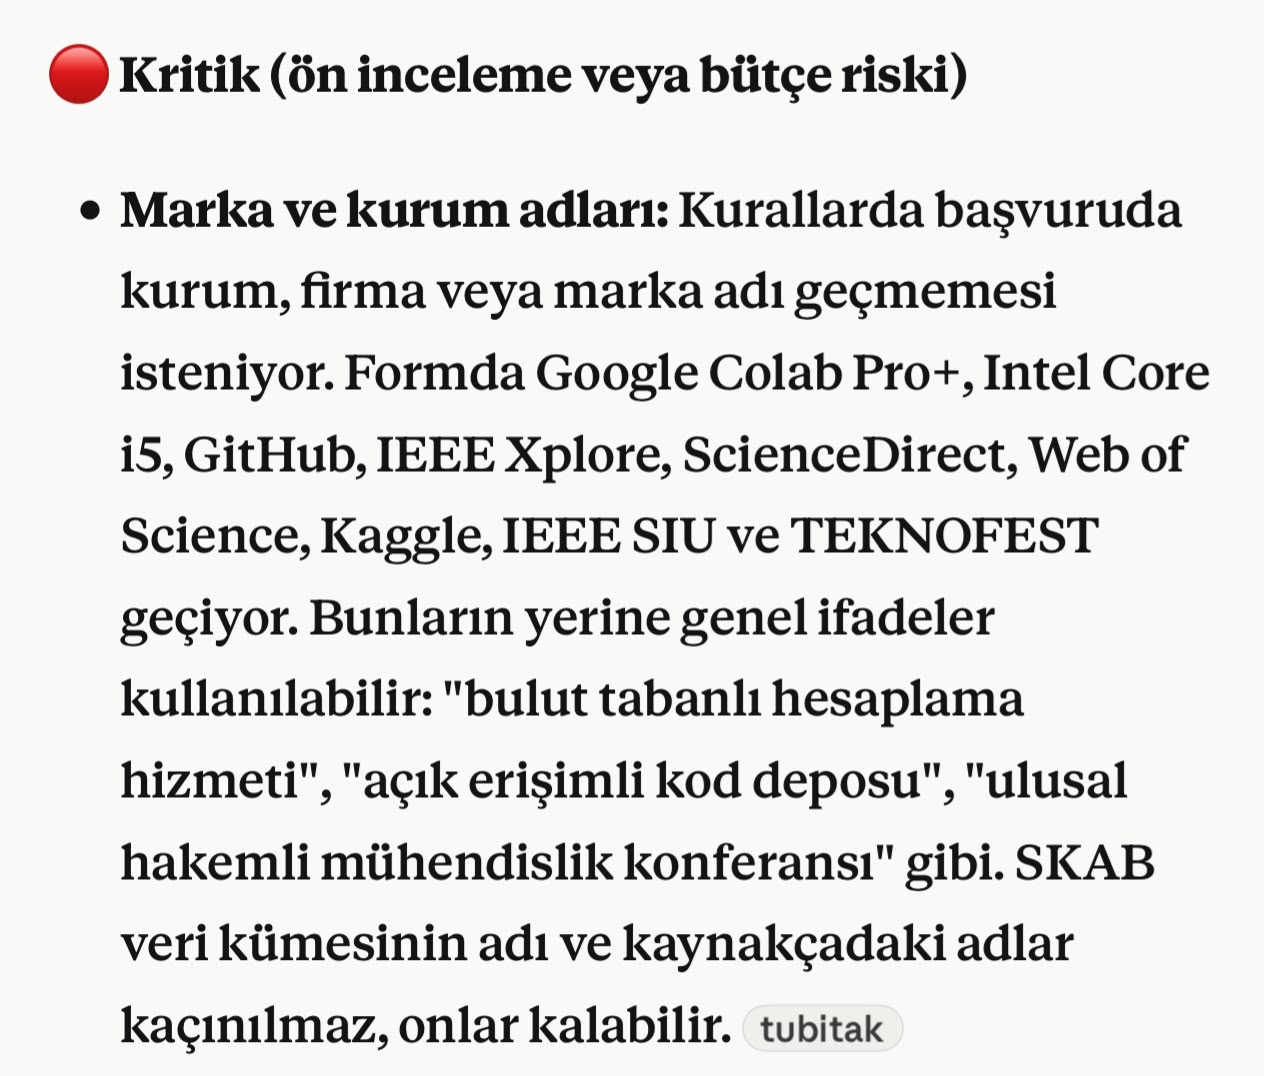 Kritik (ön inceleme veya bütçe riski)
• Marka ve kurum adları: Kurallarda başvuruda
kurum, firma veya marka adı geçmemesi
isteniyor. Formda Google Colab Pro+, Intel Core
i5, GitHub, IEEE Xplore, ScienceDirect, Web of
Science, Kaggle, IEEE SIU ve TEKNOFEST
geçiyor. Bunların yerine genel ifadeler
kullanılabilir: "bulut tabanlı hesaplama
hizmeti", "açık erişimli kod deposu", "ulusal
hakemli mühendislik konferansı" gibi. SKAB
veri kümesinin adı ve kaynakçadaki adlar
kaçınılmaz, onlar kalabilir. tubitak